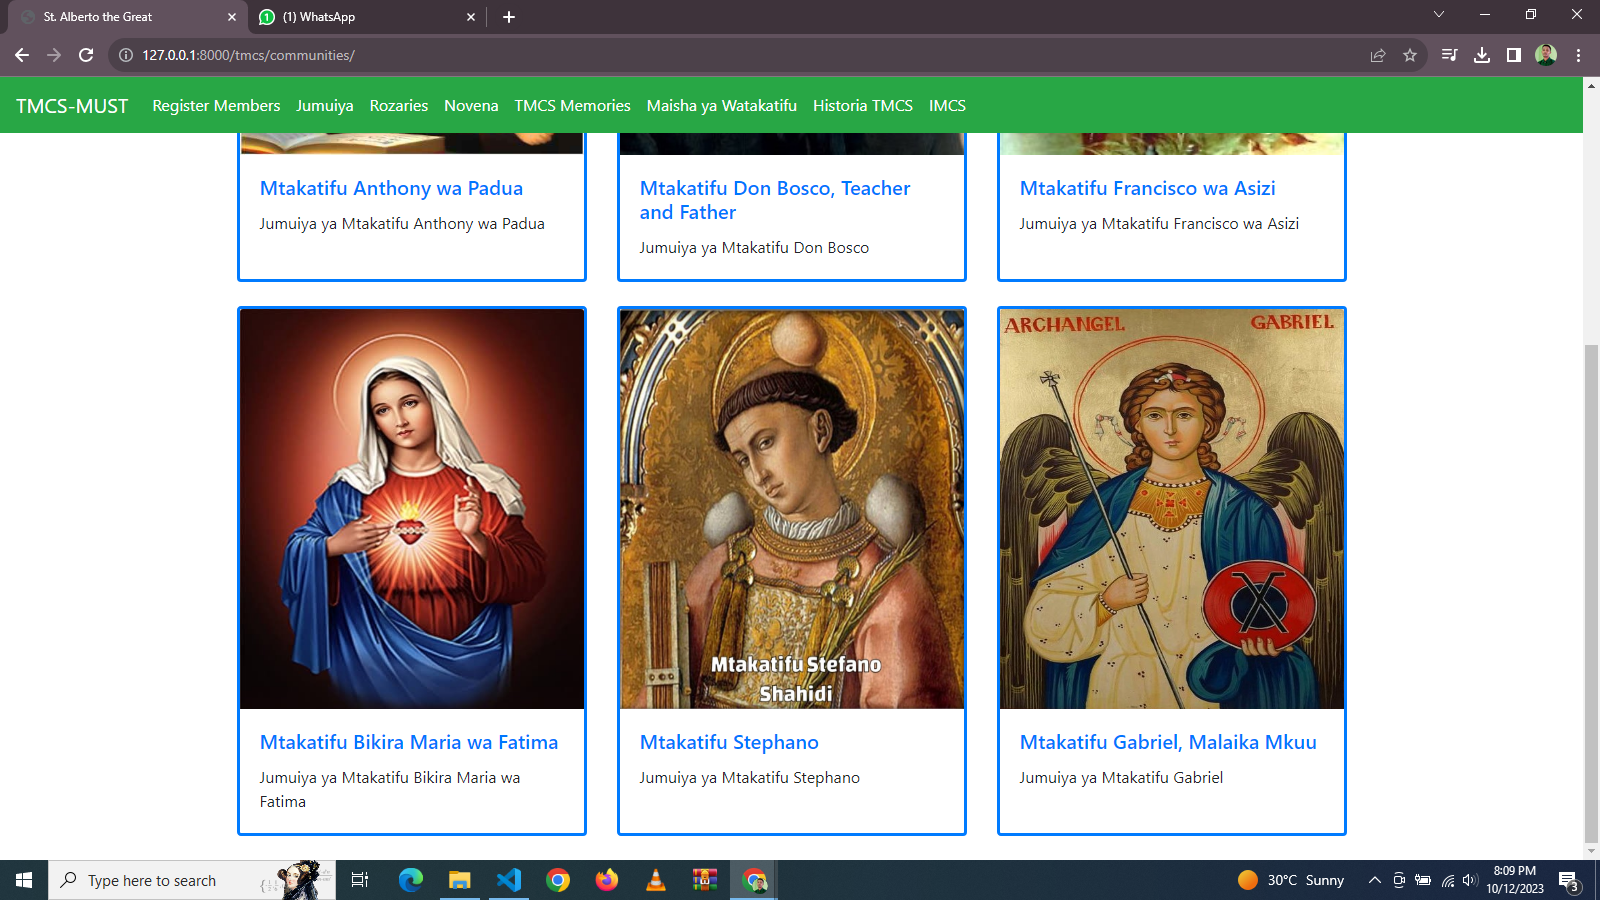 St. Alberto the Great
(1) WhatsApp
127.0.0.1:8000/tmcs/communities/
TMCS-MUST Register Members Jumuiya Rozaries Novena TMCS Memories Maisha ya Watakatifu Historia TMCS IMCS
Mtakatifu Anthony wa Padua
Jumuiya ya Mtakatifu Anthony wa Padua
Mtakatifu Don Bosco, Teacher
and Father
Jumuiya ya Mtakatifu Don Bosco
Mtakatifu Francisco wa Asizi
Jumuiya ya Mtakatifu Francisco wa Asizi
Mtakatifu Bikira Maria wa Fatima
Jumuiya ya Mtakatifu Bikira Maria wa
Fatima
Mtakatifu Stefano
Shahidi
Mtakatifu Stephano
Jumuiya ya Mtakatifu Stephano
ARCHANGEL GABRIEL
Mtakatifu Gabriel, Malaika Mkuu
Jumuiya ya Mtakatifu Gabriel
Type here to search
30°C Sunny
8:09 PM
10/12/2023
3